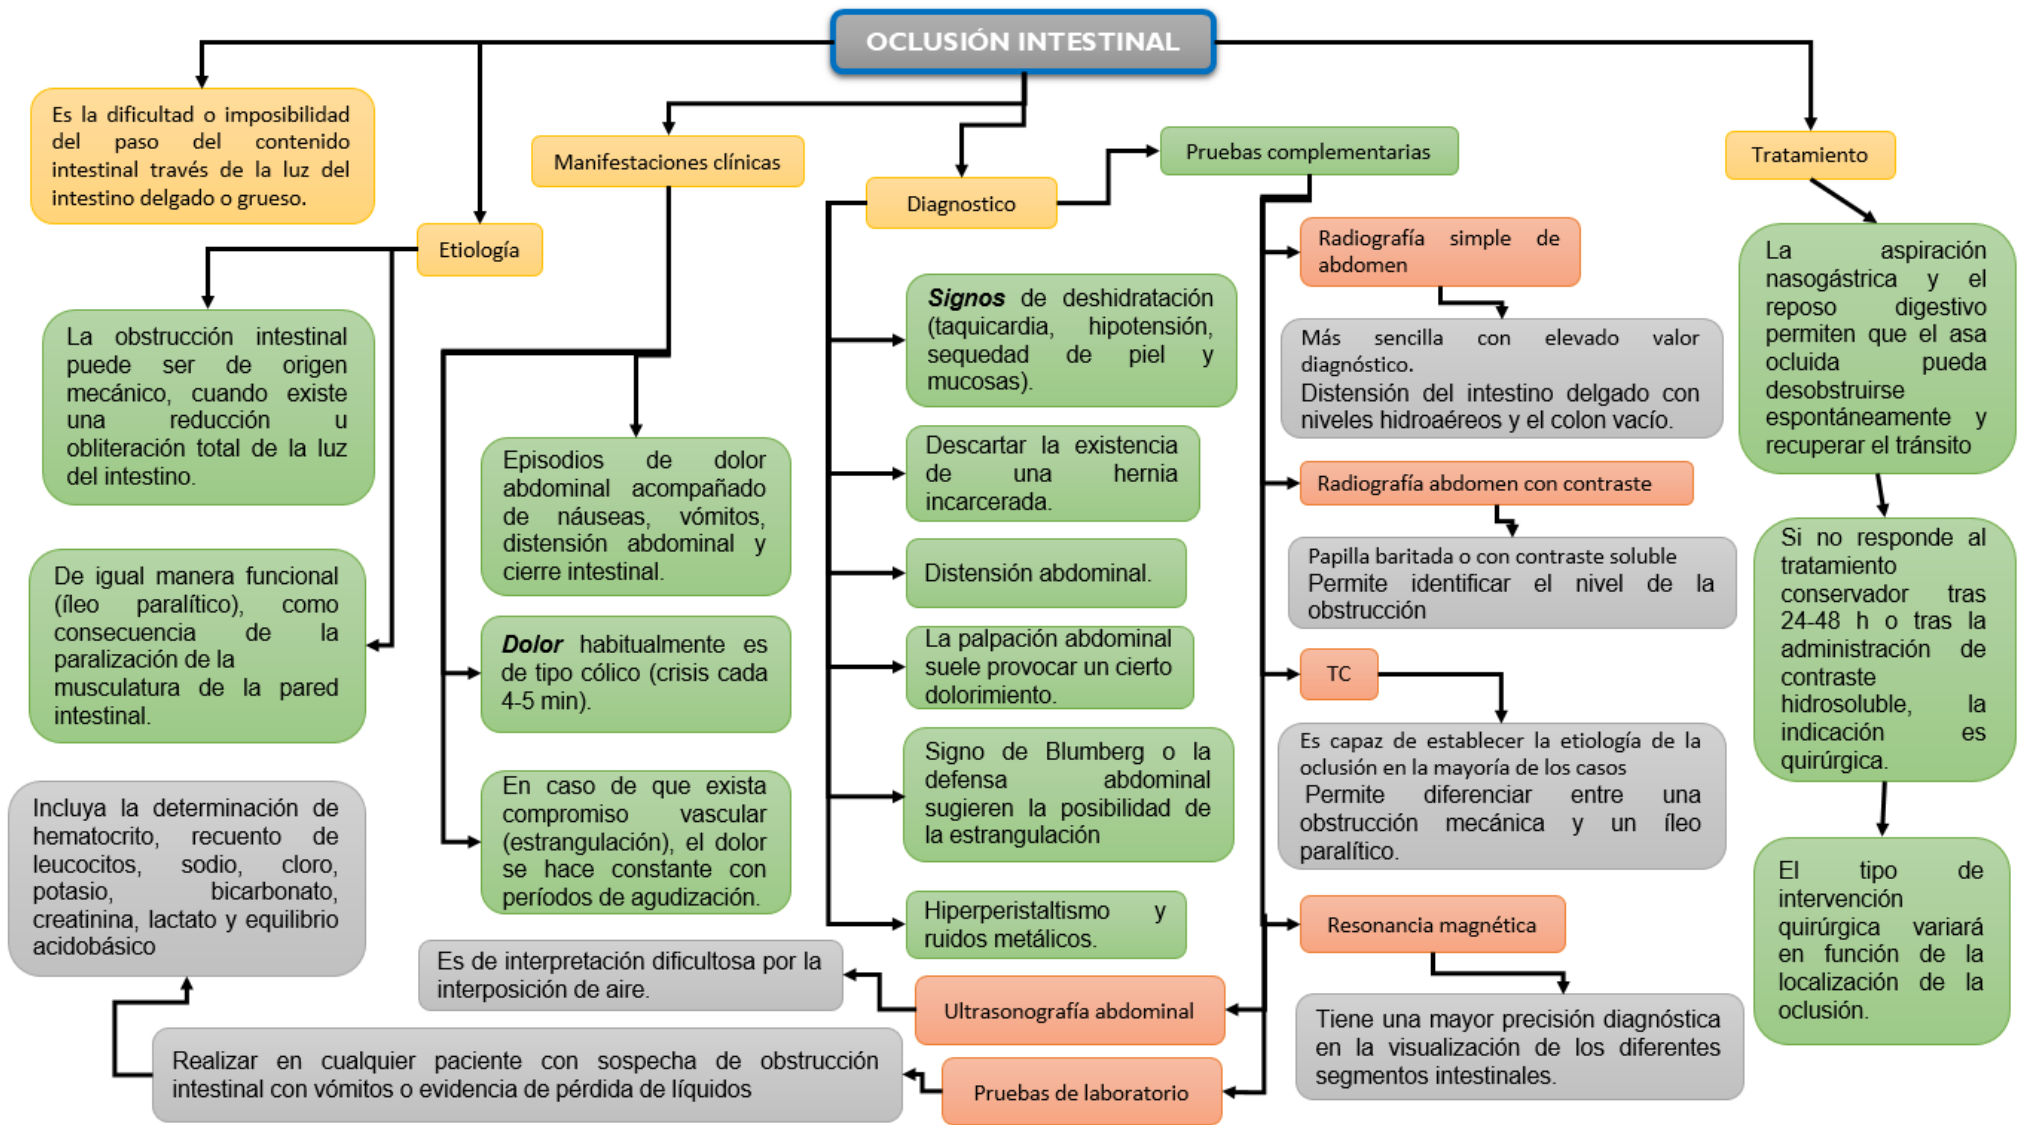 OCLUSIÓN INTESTINAL
Es la dificultad o imposibilidad
del paso del contenido
intestinal través de la luz del
intestino delgado o grueso.
Etiología
La obstrucción intestinal
puede ser de origen
mecánico, cuando existe
una reducción u
obliteración total de la luz
del intestino.
De igual manera funcional
(íleo paralítico), como
consecuencia de la
paralización de la
musculatura de la pared
intestinal.
Manifestaciones clínicas
Episodios de dolor
abdominal acompañado
de náuseas, vómitos,
distensión abdominal y
cierre intestinal.
Dolor habitualmente es
de tipo cólico (crisis cada
4-5 min).
En caso de que exista
compromiso vascular
(estrangulación), el dolor
se hace constante con
períodos de agudización.
Diagnostico
Signos de deshidratación
(taquicardia, hipotensión,
sequedad de piel y
mucosas).
Descartar la existencia
de una hernia
incarcerada.
Distensión abdominal.
La palpación abdominal
suele provocar un cierto
dolorimiento.
Signo de Blumberg o la
defensa abdominal
sugieren la posibilidad de
la estrangulación
Hiperperistaltismo y
ruidos metálicos.
Pruebas complementarias
Radiografía simple de
abdomen
Más sencilla con elevado valor
diagnóstico.
Distensión del intestino delgado con
niveles hidroaéreos y el colon vacío.
Radiografía abdomen con contraste
Papilla baritada o con contraste soluble
Permite identificar el nivel de la
obstrucción
TC
Es capaz de establecer la etiología de la
oclusión en la mayoría de los casos
Permite diferenciar entre una
obstrucción mecánica y un íleo
paralítico.
Resonancia magnética
Tiene una mayor precisión diagnóstica
en la visualización de los diferentes
segmentos intestinales.
Ultrasonografía abdominal
Es de interpretación dificultosa por la
interposición de aire.
Pruebas de laboratorio
Realizar en cualquier paciente con sospecha de obstrucción
intestinal con vómitos o evidencia de pérdida de líquidos
Incluya la determinación de
hematocrito, recuento de
leucocitos, sodio, cloro,
potasio, bicarbonato,
creatinina, lactato y equilibrio
acidobásico
Tratamiento
La aspiración
nasogástrica y el
reposo digestivo
permiten que el asa
ocluida pueda
desobstruirse
espontáneamente y
recuperar el tránsito
Si no responde al
tratamiento
conservador tras
24-48 h o tras la
administración de
contraste
hidrosoluble, la
indicación es
quirúrgica.
El tipo de
intervención
quirúrgica variará
en función de la
localización de la
oclusión.